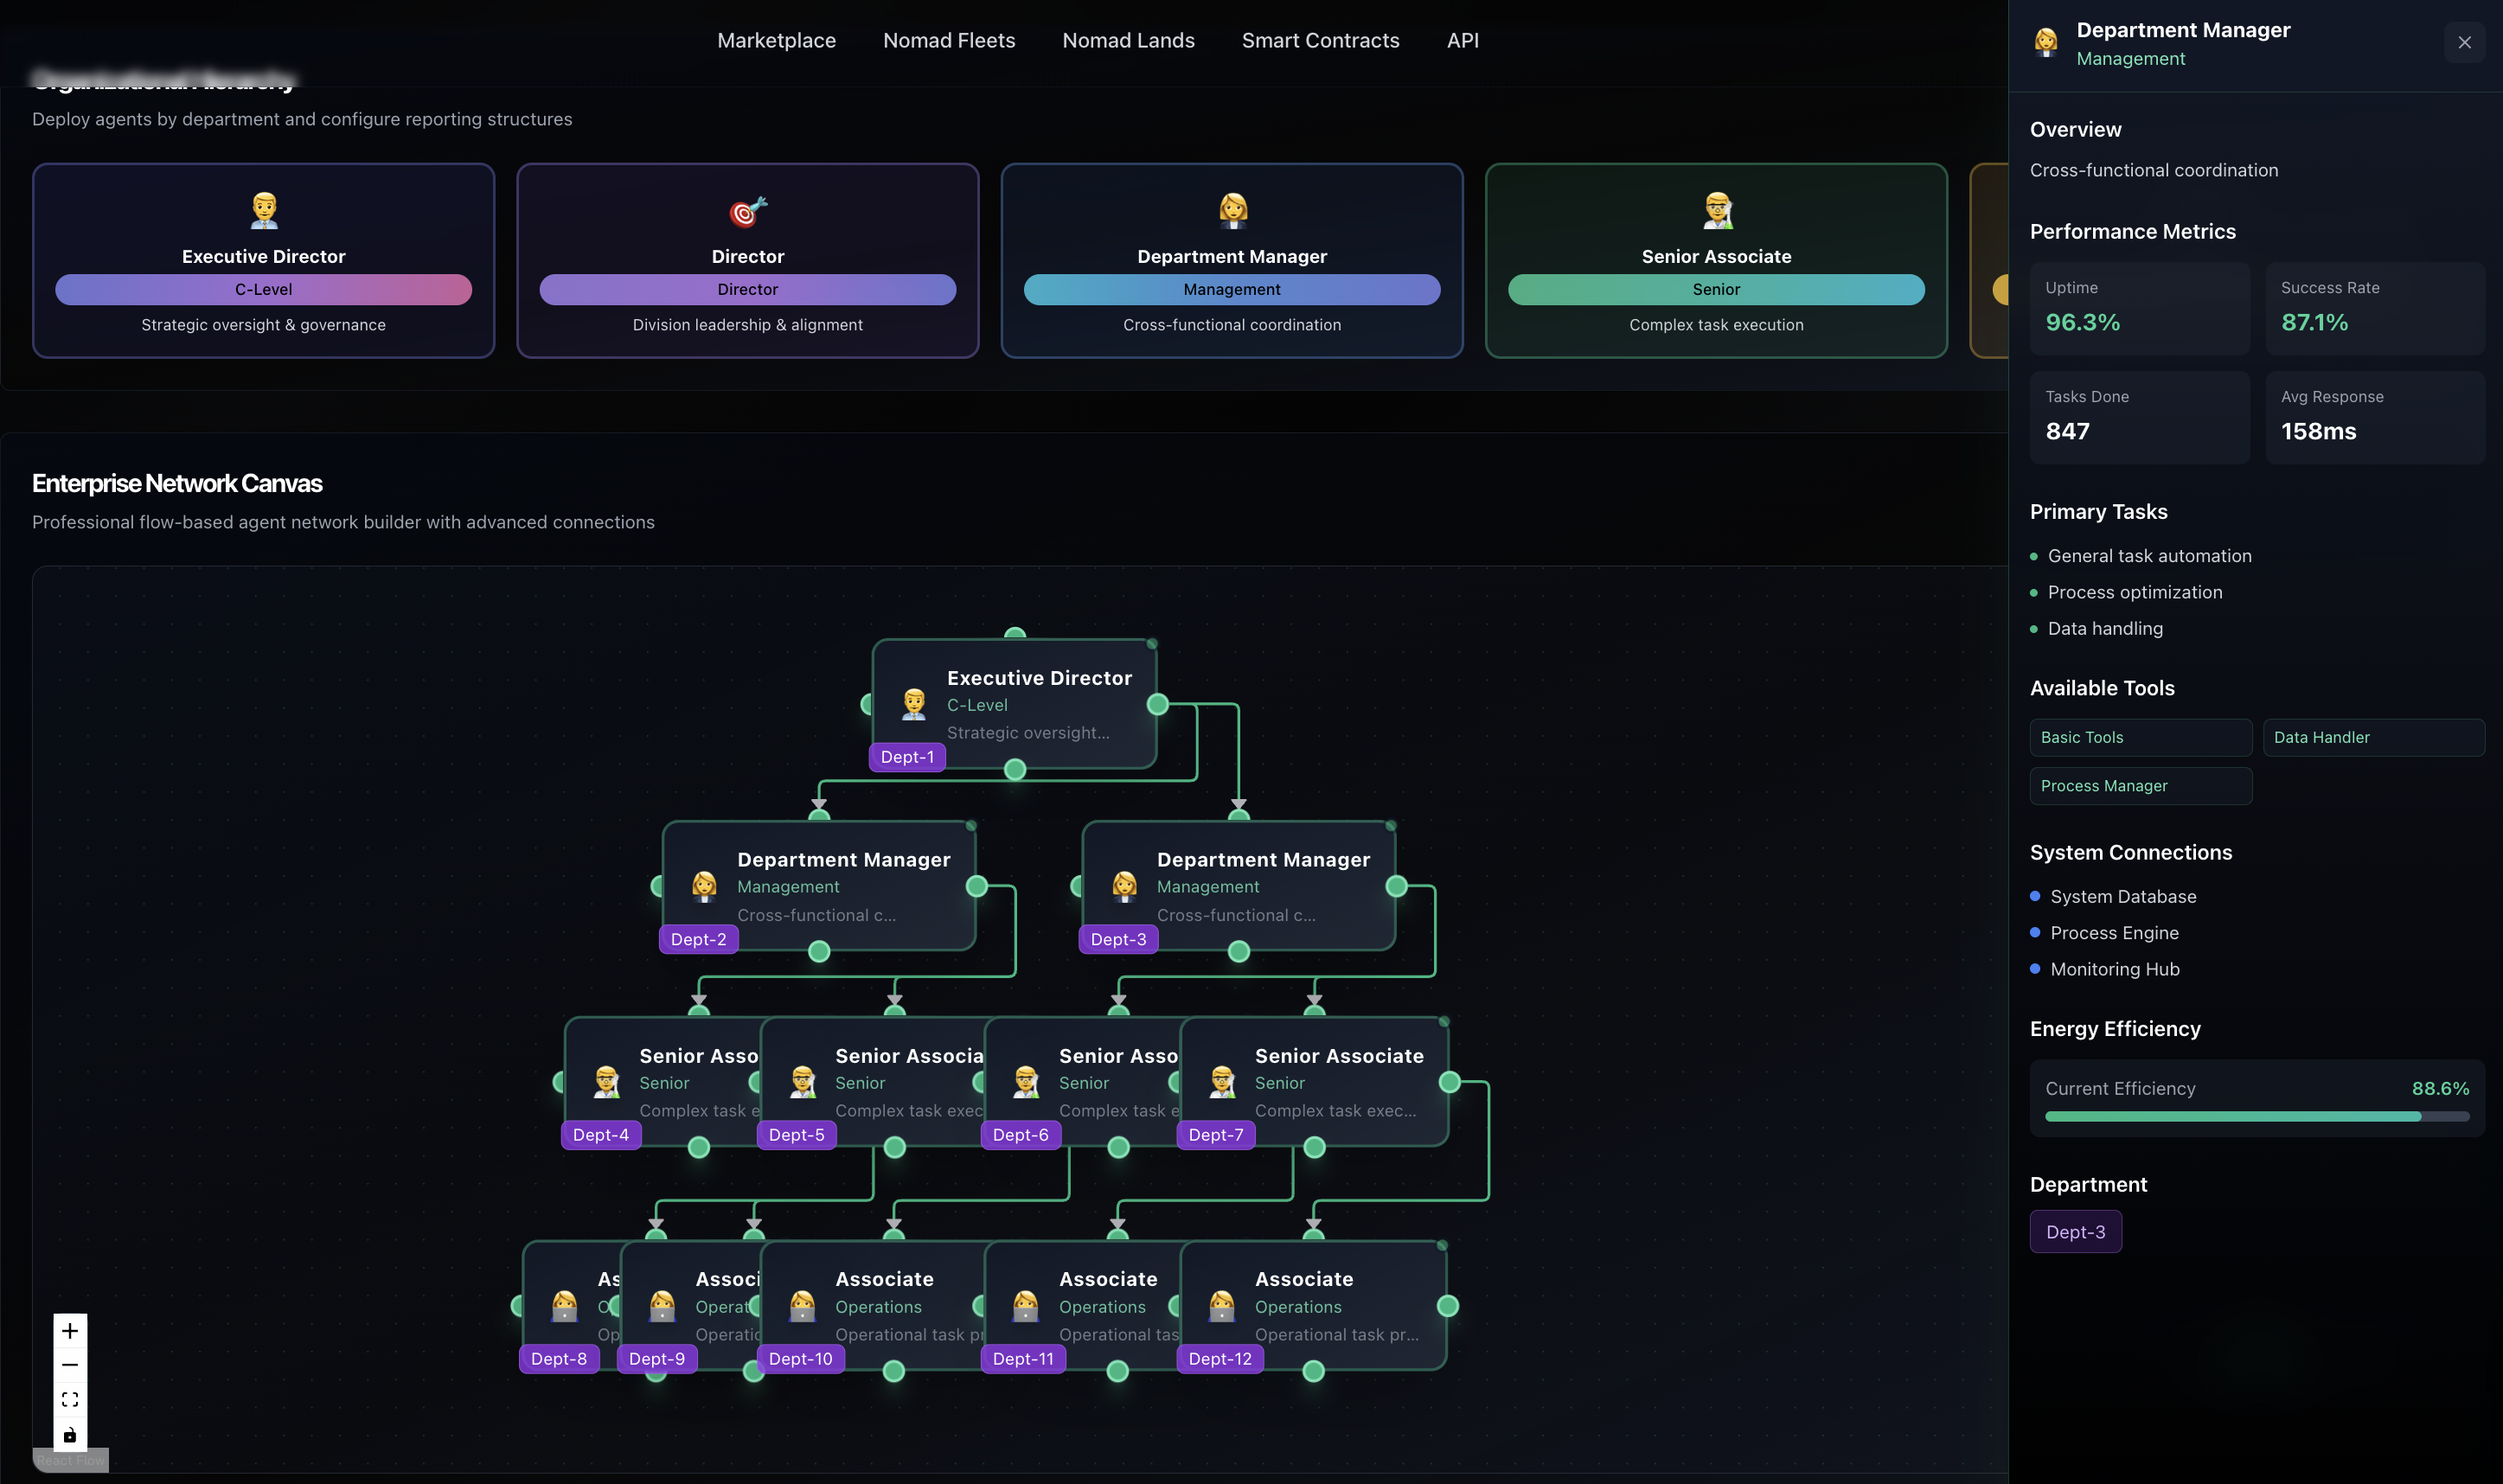 Marketplace
Nomad Fleets
Nomad Lands
Smart Contracts
API
Organizational Hierarchy
Deploy agents by department and configure reporting structures
Executive Director
C-Level
Strategic oversight & governance
Director
Director
Division leadership & alignment
Department Manager
Management
Cross-functional coordination
Senior Associate
Senior
Complex task execution
Enterprise Network Canvas
Professional flow-based agent network builder with advanced connections
Executive Director
C-Level
Strategic oversight...
Dept-1
Department Manager
Management
Cross-functional c...
Dept-2
Department Manager
Management
Cross-functional c...
Dept-3
Senior Asso
Senior
Complex task e
Dept-4
Senior Associa
Senior
Complex task exec
Dept-5
Senior Asso
Senior
Complex task e
Dept-6
Senior Associate
Senior
Complex task exec...
Dept-7
As
O
Op
Dept-8
Associ
Operat
Operatic
Dept-9
Associate
Operations
Operational task pr
Dept-10
Associate
Operations
Operational tas
Dept-11
Associate
Operations
Operational task pr...
Dept-12
React Flow
Department Manager
Management
Overview
Cross-functional coordination
Performance Metrics
Uptime
96.3%
Success Rate
87.1%
Tasks Done
847
Avg Response
158ms
Primary Tasks
General task automation
Process optimization
Data handling
Available Tools
Basic Tools
Data Handler
Process Manager
System Connections
System Database
Process Engine
Monitoring Hub
Energy Efficiency
Current Efficiency
88.6%
Department
Dept-3